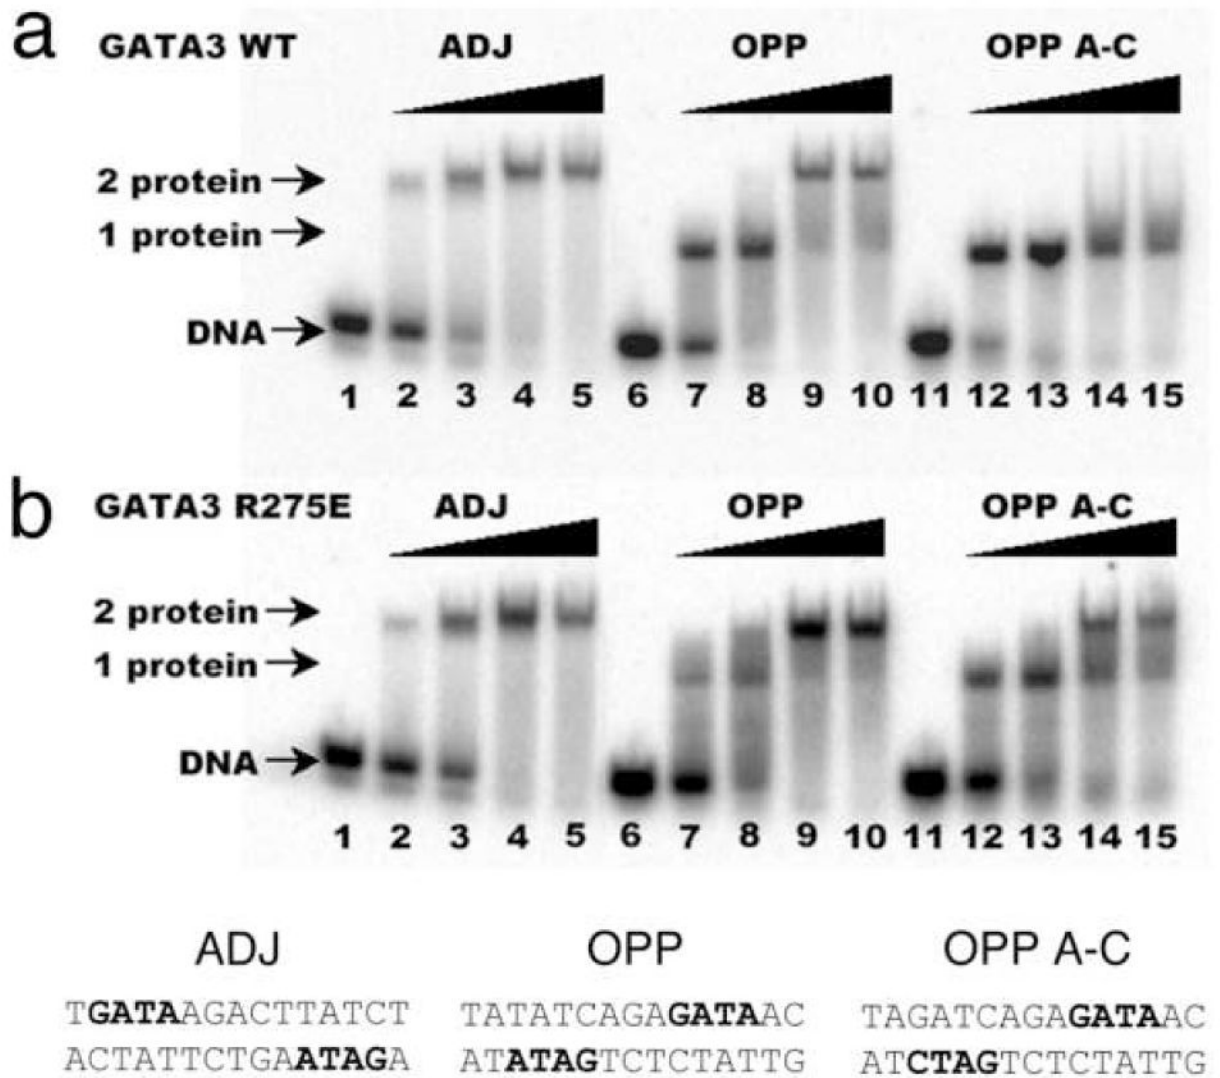 a
GATA3 WT ADJ OPP OPP A-C
2 protein
1 protein
DNA
1 2 3 4 5 6 7 8 9 10 11 12 13 14 15
b
GATA3 R275E ADJ OPP OPP A-C
2 protein
1 protein
DNA
1 2 3 4 5 6 7 8 9 10 11 12 13 14 15
ADJ OPP OPP A-C
TGATAAGACTTATCT TATATCAGAGATAAC TAGATCAGAGATAAC
ACTATTCTGAATAGA ATATAGTCTCTATTG ATCTAGTCTCTATTG